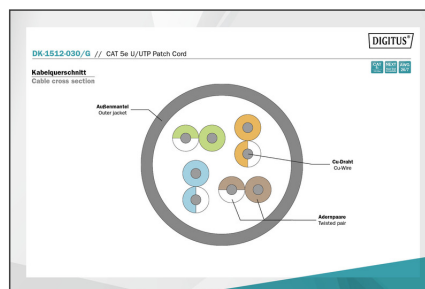 DIGITUS®
DK-1512-030/G // CAT 5e U/UTP Patch Cord
Kabelquerschnitt
Cable cross section
Außenmantel
Outer jacket
Cu-Draht
Cu-Wire
Adernpaare
Twisted pair